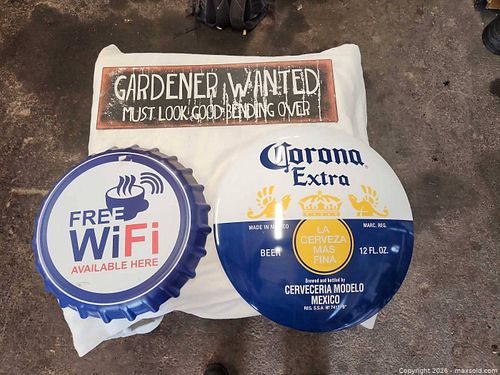 GARDENER WANTED
MUST LOOK GOOD BENDING OVER
FREE
WiFi
AVAILABLE HERE
Corona
Extra
MADE IN MEXICO
MARC. REG.
BEER
LA
CERVEZA
MAS
FINA
12 FL. OZ.
Brewed and bottled by
CERVECERIA MODELO
MEXICO
Copyright 2026 - maxsold.com